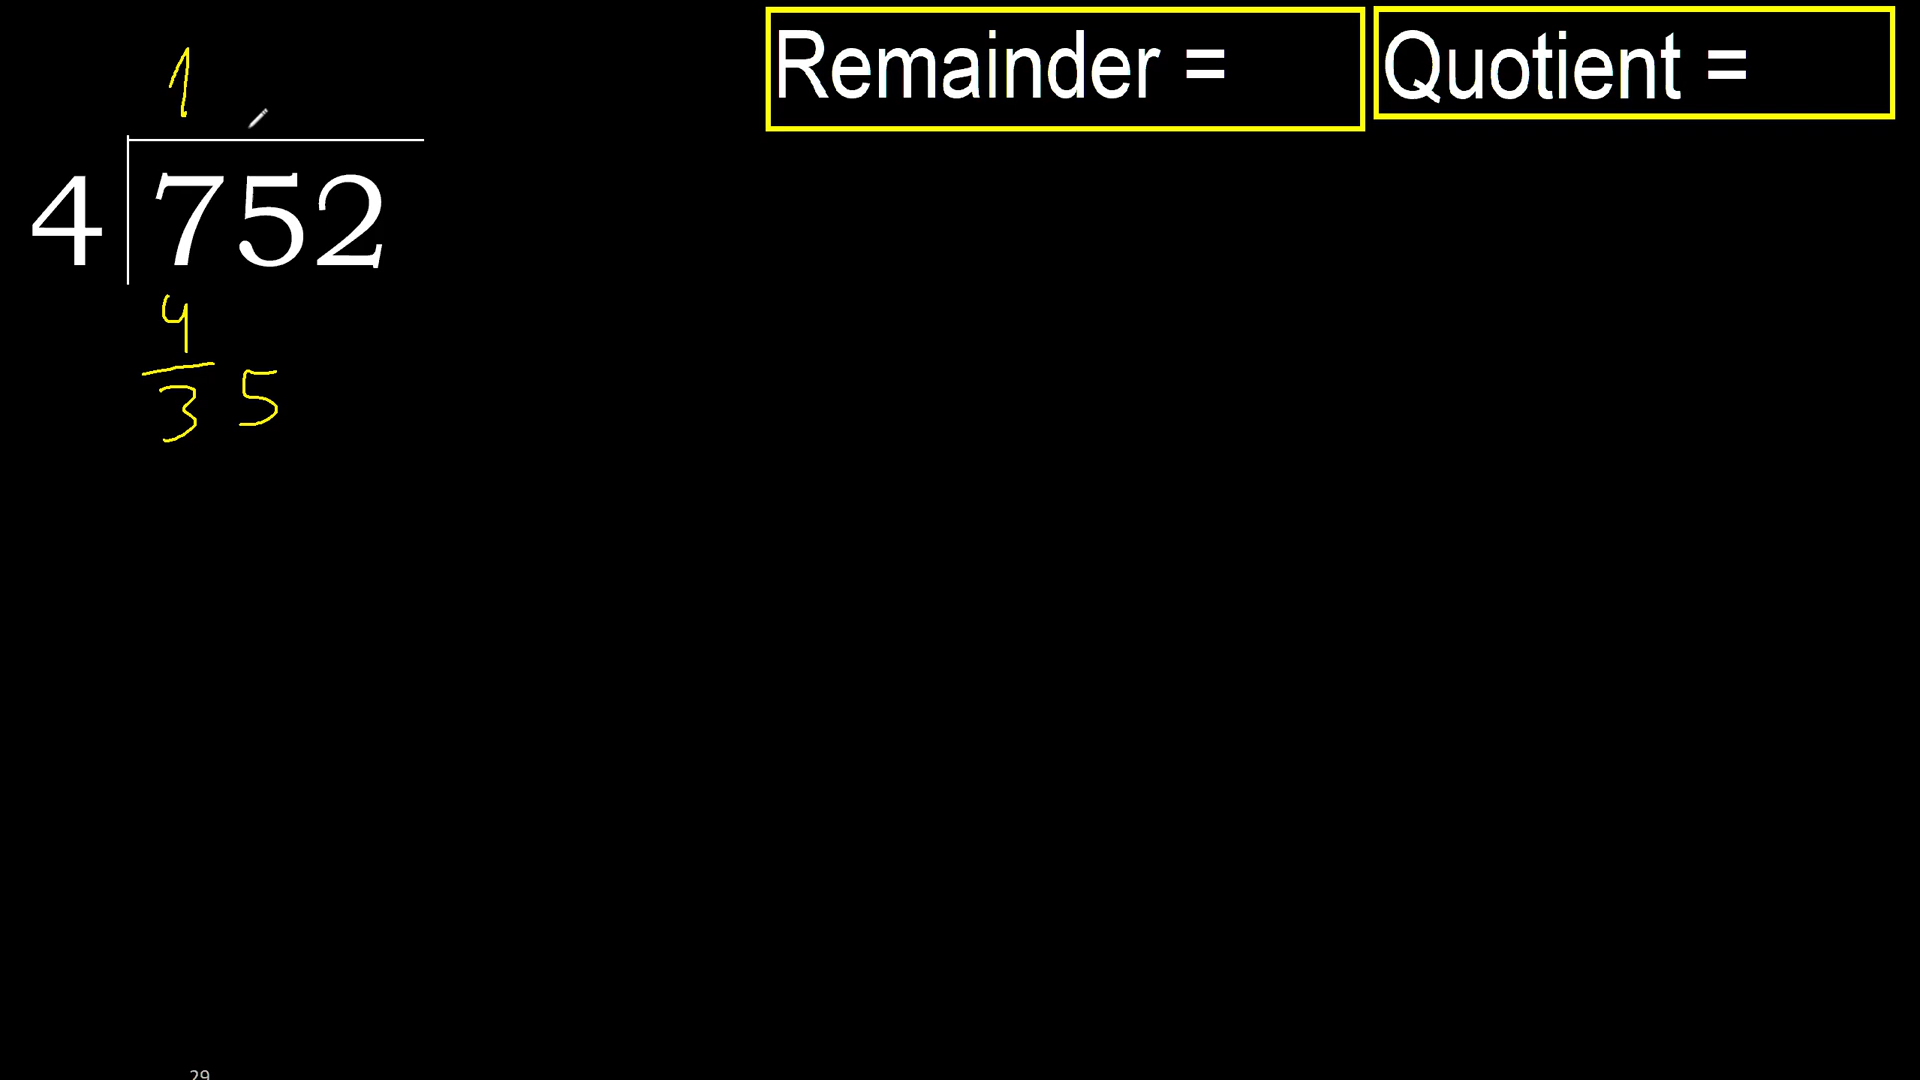 Remainder =
Quotient =
1
4 752
4
3 5
29